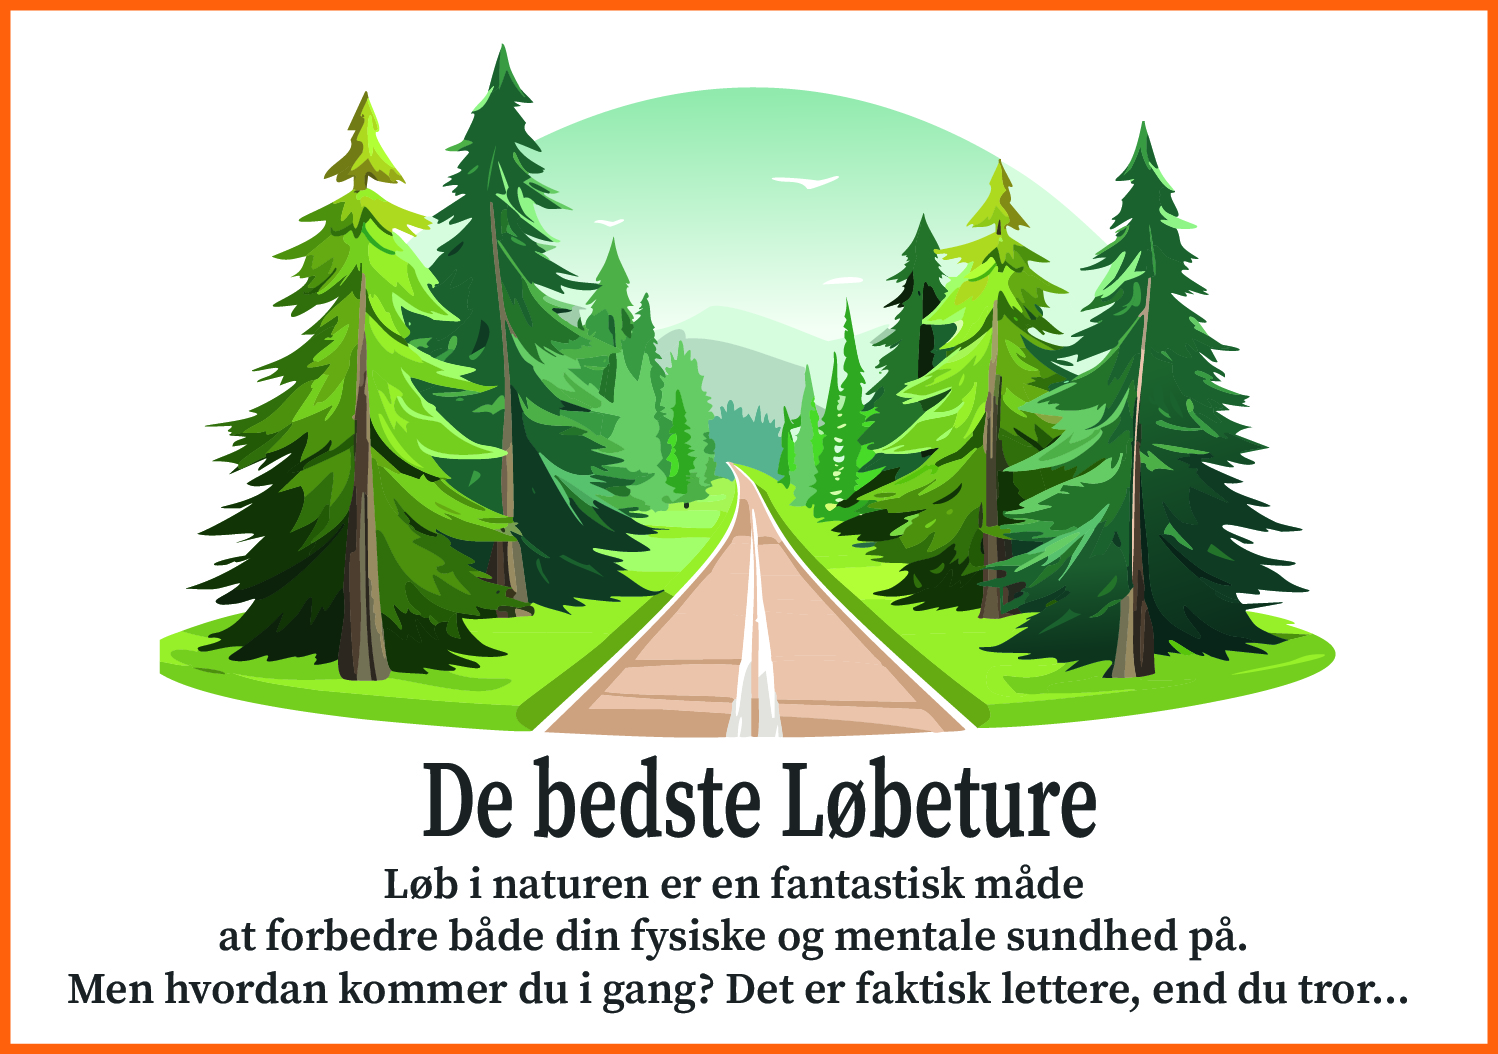 De bedste Løbeture
Løb i naturen er en fantastisk måde
at forbedre både din fysiske og mentale sundhed på.
Men hvordan kommer du i gang? Det er faktisk lettere, end du tror...